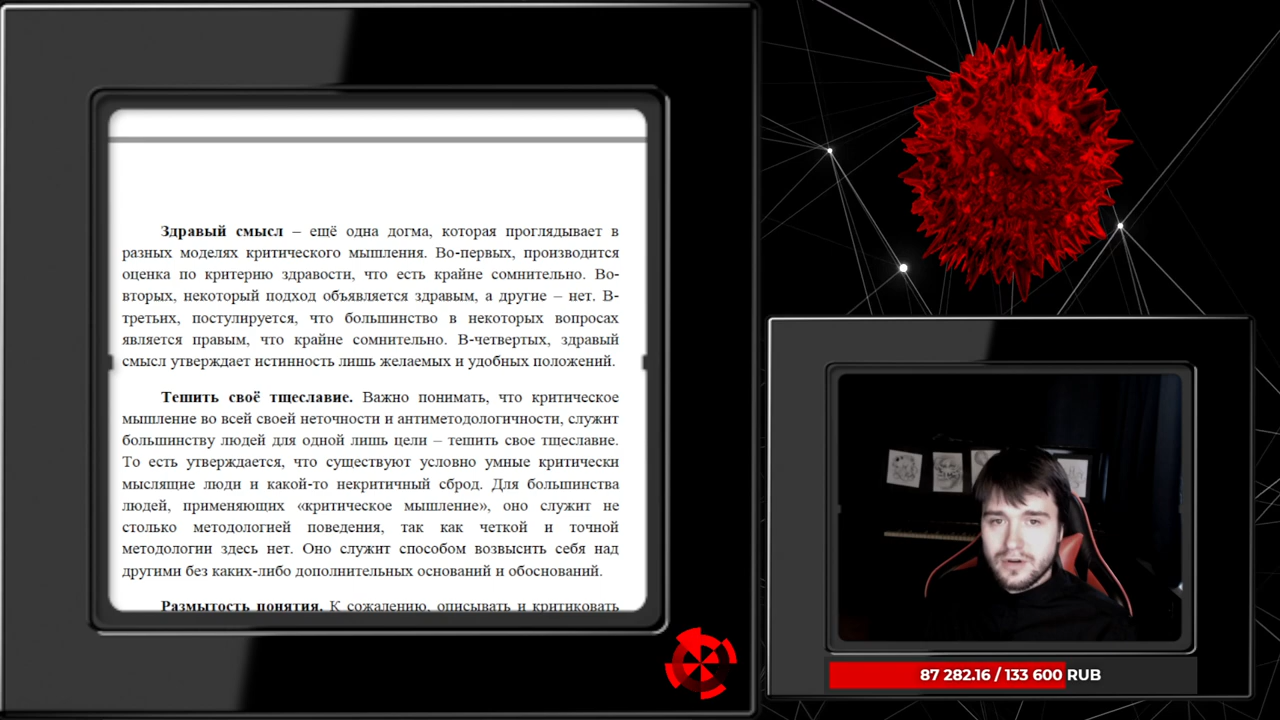 Здравый смысл – ещё одна догма, которая проглядывает в
разных моделях критического мышления. Во-первых, производится
оценка по критерию здравости, что есть крайне сомнительно. Во-
вторых, некоторый подход объявляется здравым, а другие – нет. В-
третьих, постулируется, что большинство в некоторых вопросах
является правым, что крайне сомнительно. В-четвертых, здравый
смысл утверждает истинность лишь желаемых и удобных положений.
Тешить своё тщеславие. Важно понимать, что критическое
мышление во всей своей неточности и антиметодологичности, служит
большинству людей для одной лишь цели – тешить свое тщеславие.
То есть утверждается, что существуют условно умные критически
мыслящие люди и какой-то некритичный сброд. Для большинства
людей, применяющих «критическое мышление», оно служит не
столько методологией поведения, так как четкой и точной
методологии здесь нет. Оно служит способом возвысить себя над
другими без каких-либо дополнительных оснований и обоснований.
Размытость понятия. К сожалению, описывать и критиковать
87 282.16 / 133 600 RUB